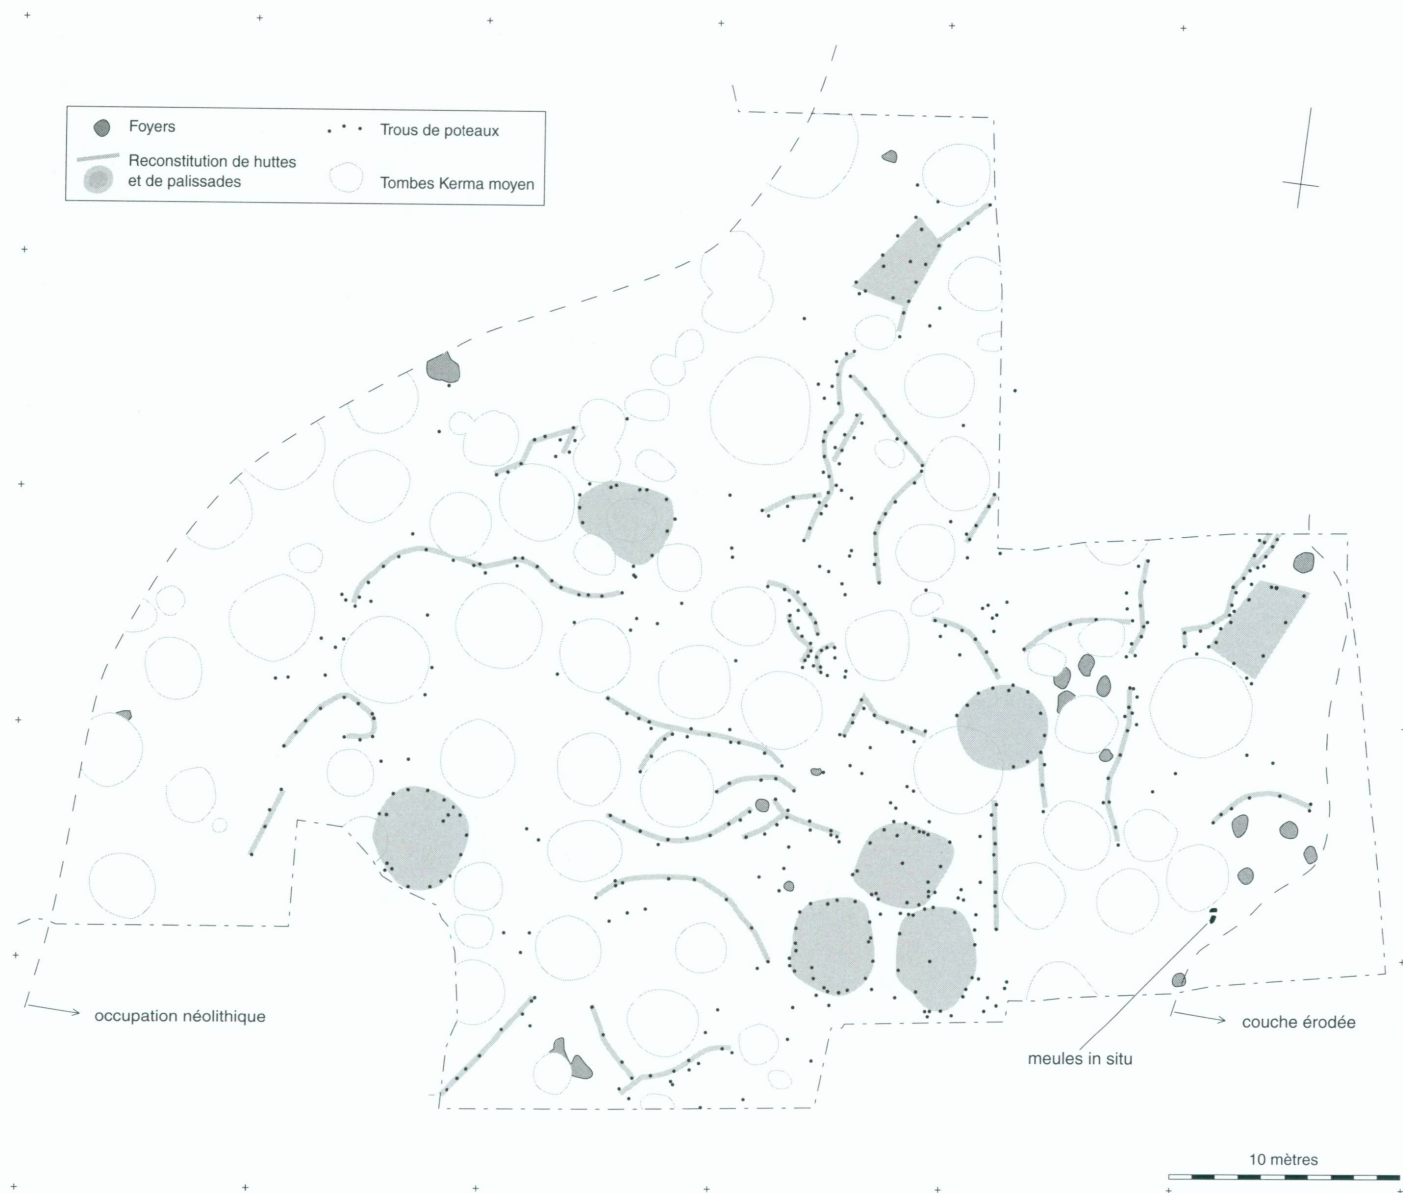 Foyers
Trous de poteaux
Reconstitution de huttes
et de palissades
Tombes Kerma moyen
occupation néolithique
couche érodée
meules in situ
10 mètres